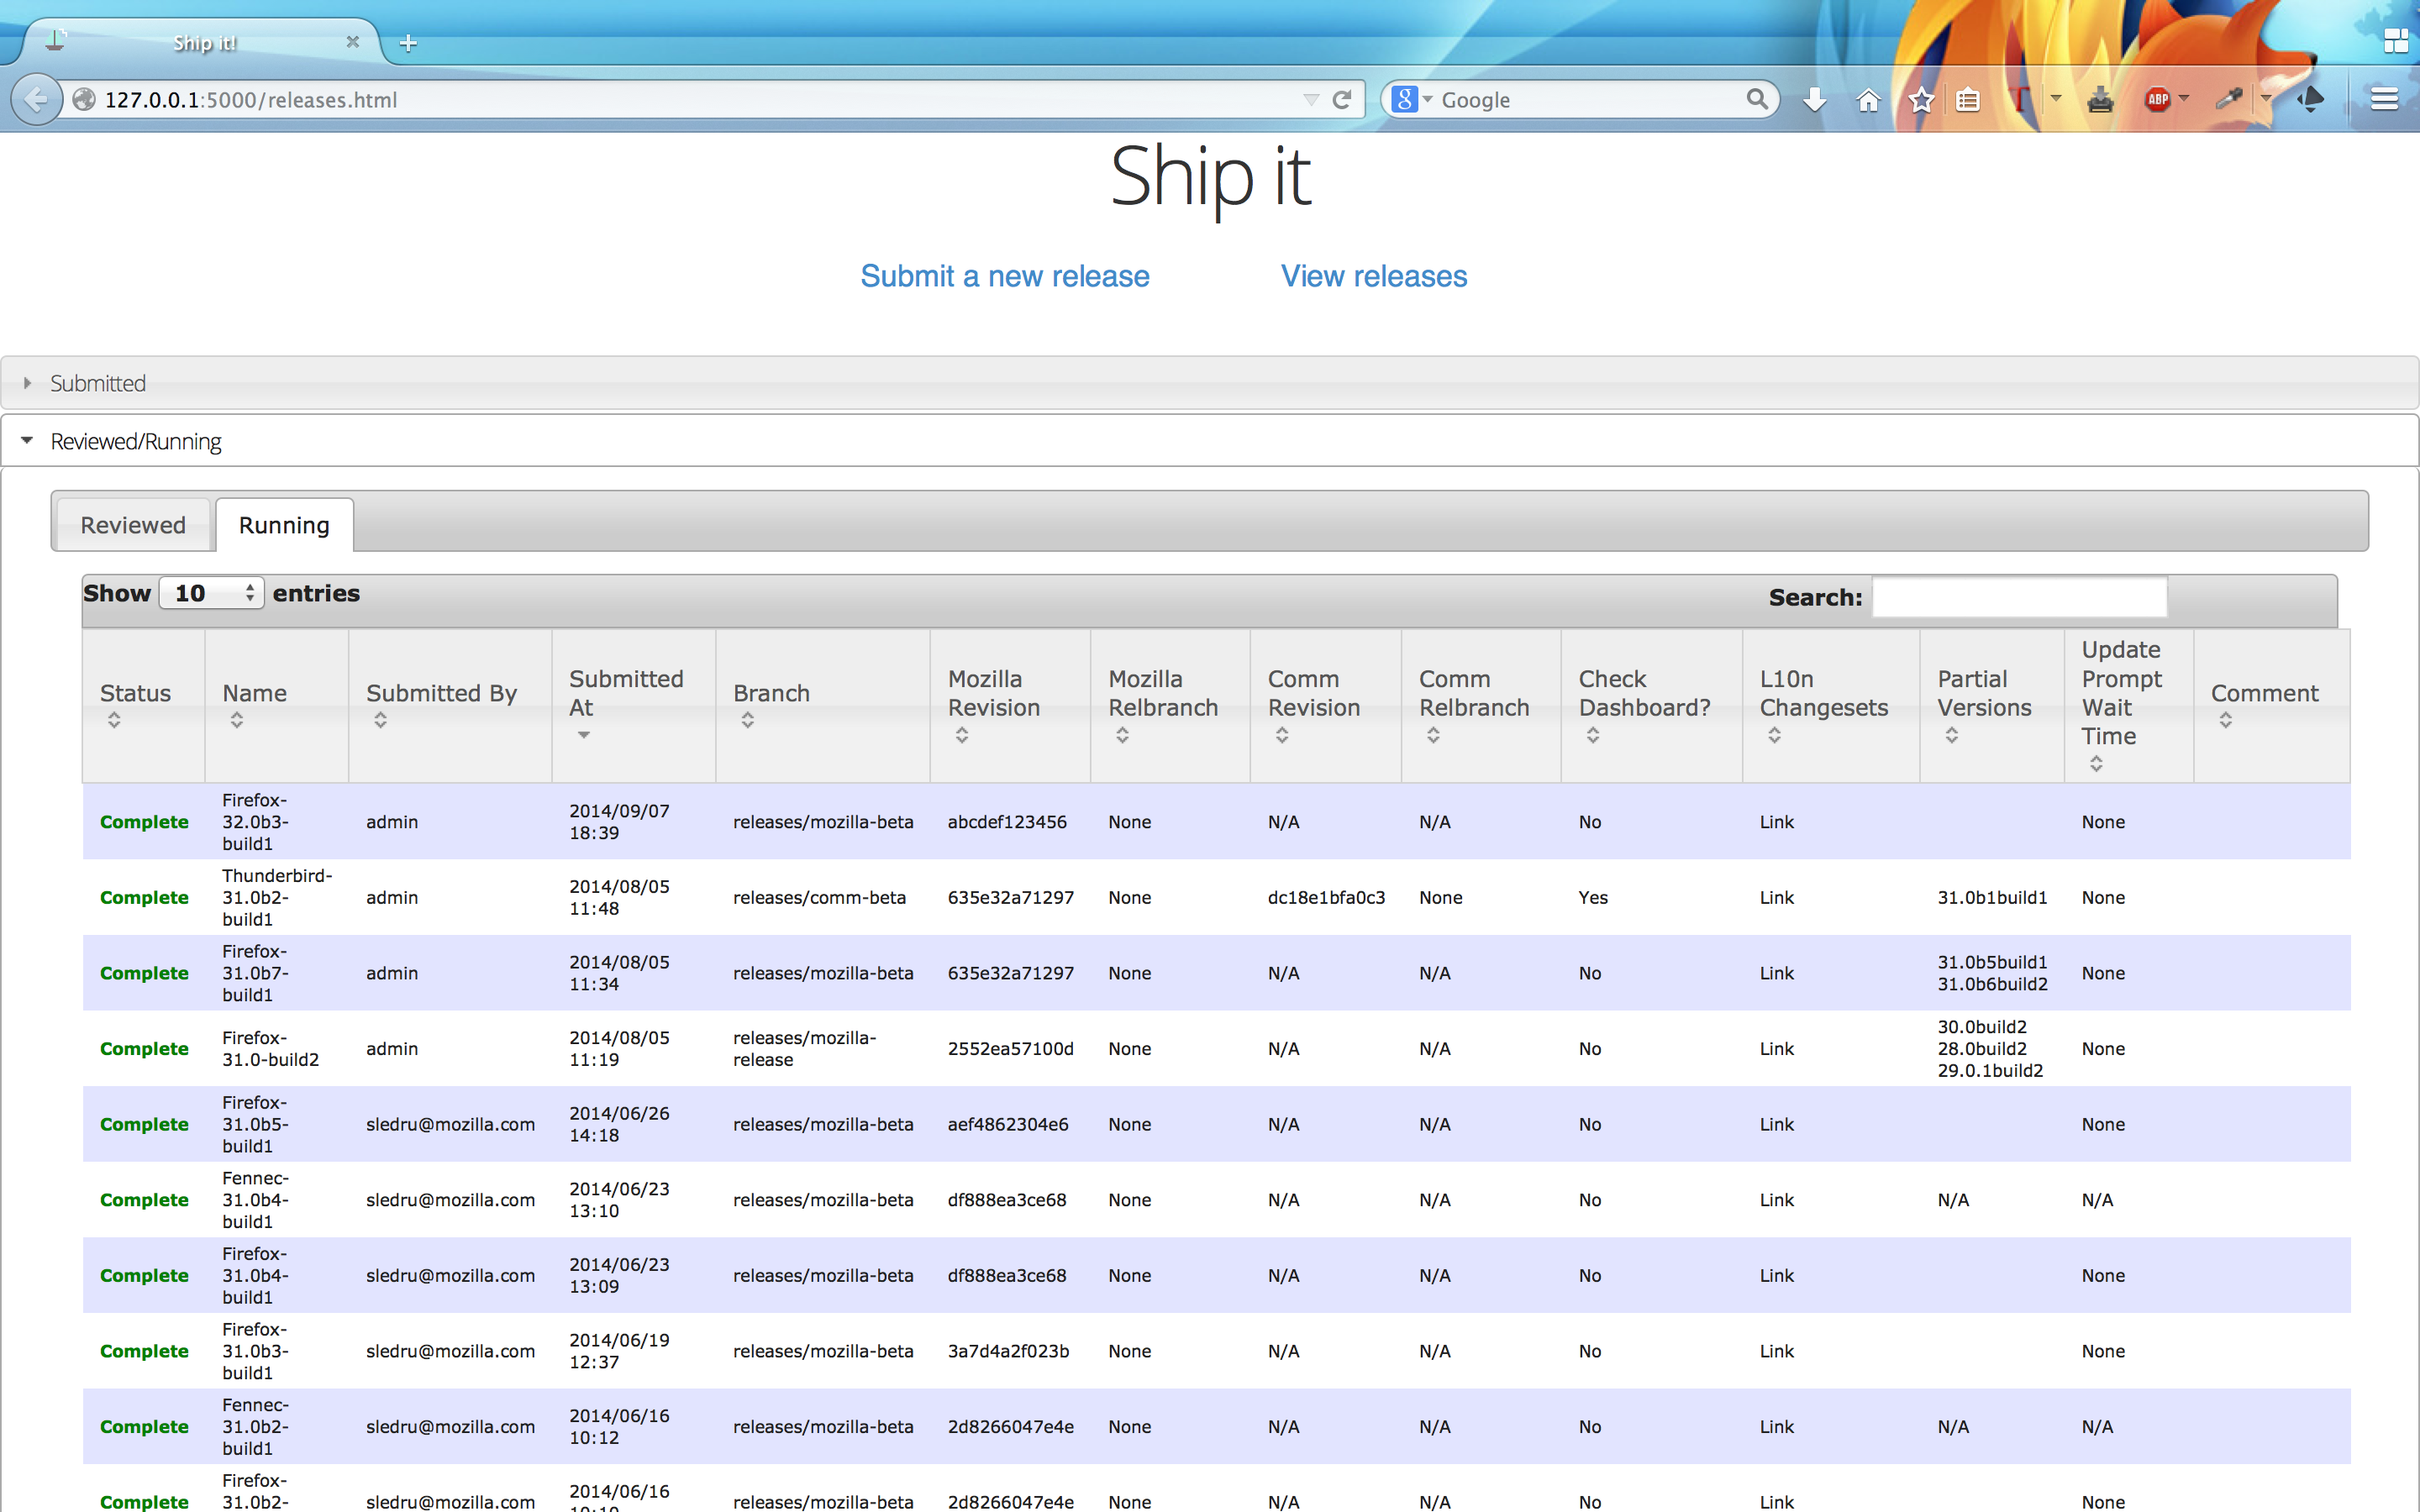 Ship it!
127.0.0.1:5000/releases.html
Google
ABP
Ship it
Submit a new release View releases
Submitted
Reviewed/Running
Reviewed Running
Show 10 entries Search:
Status Name Submitted By Submitted At Branch Mozilla Revision Mozilla Relbranch Comm Revision Comm Relbranch Check Dashboard? L10n Changesets Partial Versions Update Prompt Wait Time Comment
Complete Firefox-32.0b3-build1 admin 2014/09/07 18:39 releases/mozilla-beta abcdef123456 None N/A N/A No Link None
Complete Thunderbird-31.0b2-build1 admin 2014/08/05 11:48 releases/comm-beta 635e32a71297 None dc18e1bfa0c3 None Yes Link 31.0b1build1 None
Complete Firefox-31.0b7-build1 admin 2014/08/05 11:34 releases/mozilla-beta 635e32a71297 None N/A N/A No Link 31.0b5build1 31.0b6build2 None
Complete Firefox-31.0-build2 admin 2014/08/05 11:19 releases/mozilla-release 2552ea57100d None N/A N/A No Link 30.0build2 28.0build2 29.0.1build2 None
Complete Firefox-31.0b5-build1 sledru@mozilla.com 2014/06/26 14:18 releases/mozilla-beta aef4862304e6 None N/A N/A No Link None
Complete Fennec-31.0b4-build1 sledru@mozilla.com 2014/06/23 13:10 releases/mozilla-beta df888ea3ce68 None N/A N/A No Link N/A N/A
Complete Firefox-31.0b4-build1 sledru@mozilla.com 2014/06/23 13:09 releases/mozilla-beta df888ea3ce68 None N/A N/A No Link None
Complete Firefox-31.0b3-build1 sledru@mozilla.com 2014/06/19 12:37 releases/mozilla-beta 3a7d4a2f023b None N/A N/A No Link None
Complete Fennec-31.0b2-build1 sledru@mozilla.com 2014/06/16 10:12 releases/mozilla-beta 2d8266047e4e None N/A N/A No Link N/A N/A
Complete Firefox-31.0b2- sledru@mozilla.com 2014/06/16 releases/mozilla-beta 2d8266047e4e None N/A N/A No Link None